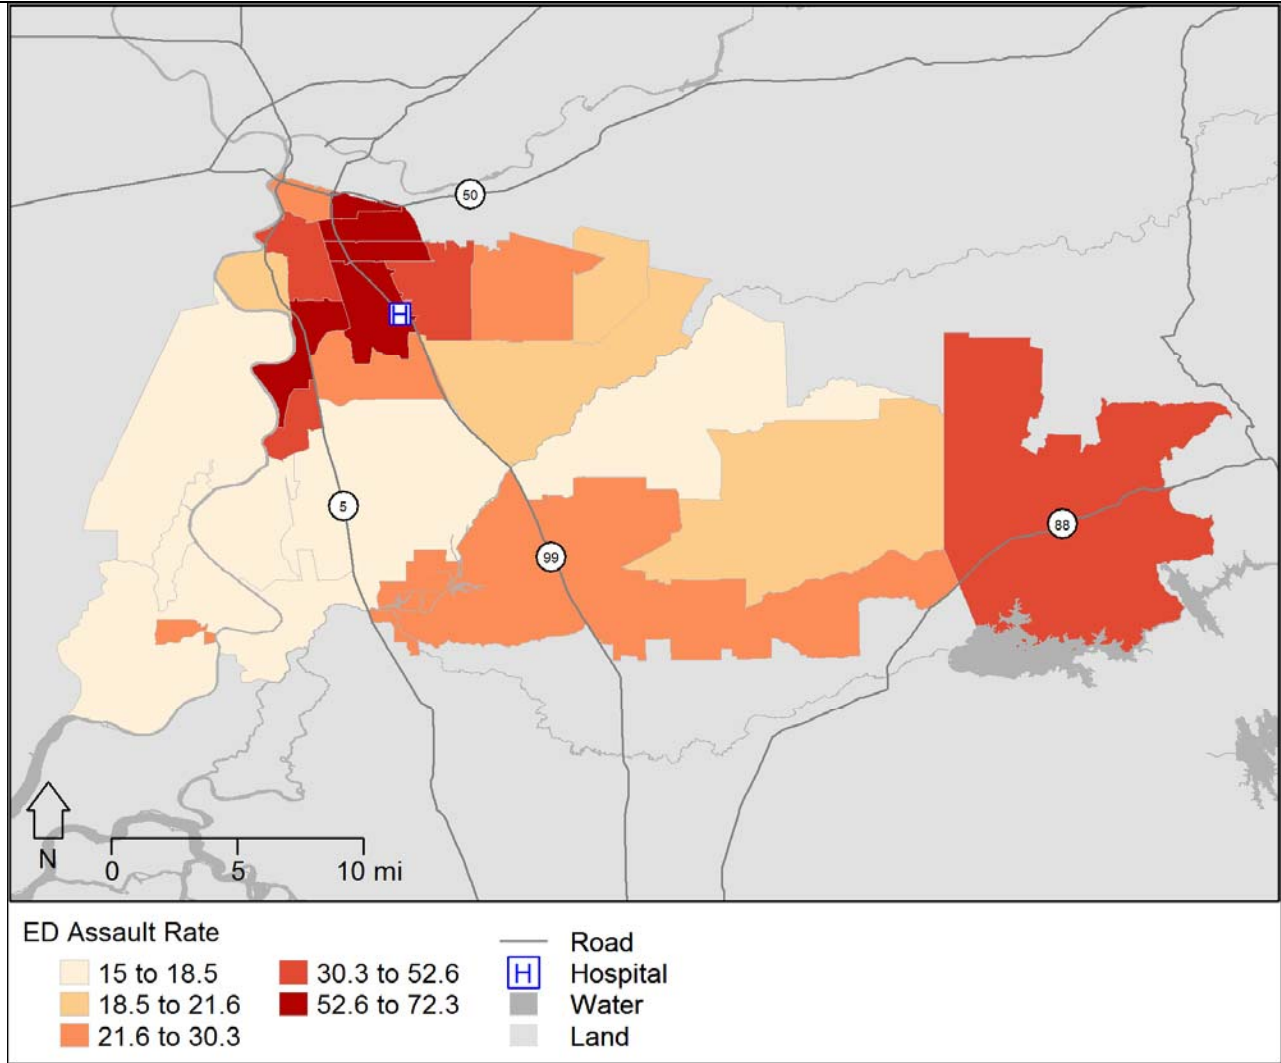 50
H
5
99
88
N
0 5 10 mi
ED Assault Rate
15 to 18.5
18.5 to 21.6
21.6 to 30.3
30.3 to 52.6
52.6 to 72.3
Road
H Hospital
Water
Land